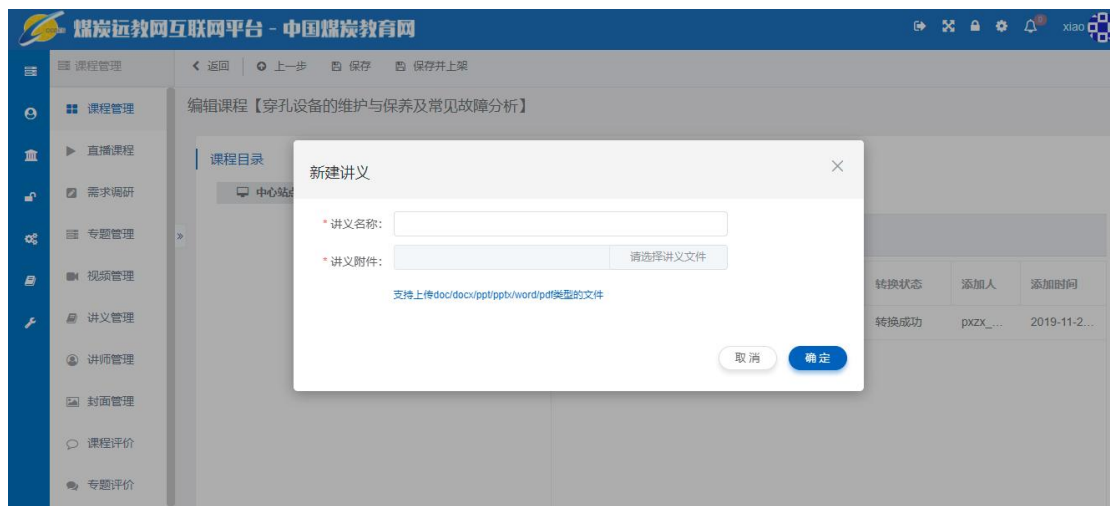 煤炭远教网互联网平台 - 中国煤炭教育网
xiao
课程管理
返回 上一步 保存 保存并上架
课程管理
编辑课程【穿孔设备的维护与保养及常见故障分析】
直播课程
需求调研
专题管理
视频管理
讲义管理
讲师管理
封面管理
课程评价
专题评价
课程目录
中心站点
新建讲义
* 讲义名称:
* 讲义附件:
请选择讲义文件
支持上传doc/docx/ppt/pptx/word/pdf类型的文件
取消 确定
转换状态 添加人 添加时间
转换成功 pxzx_... 2019-11-2...